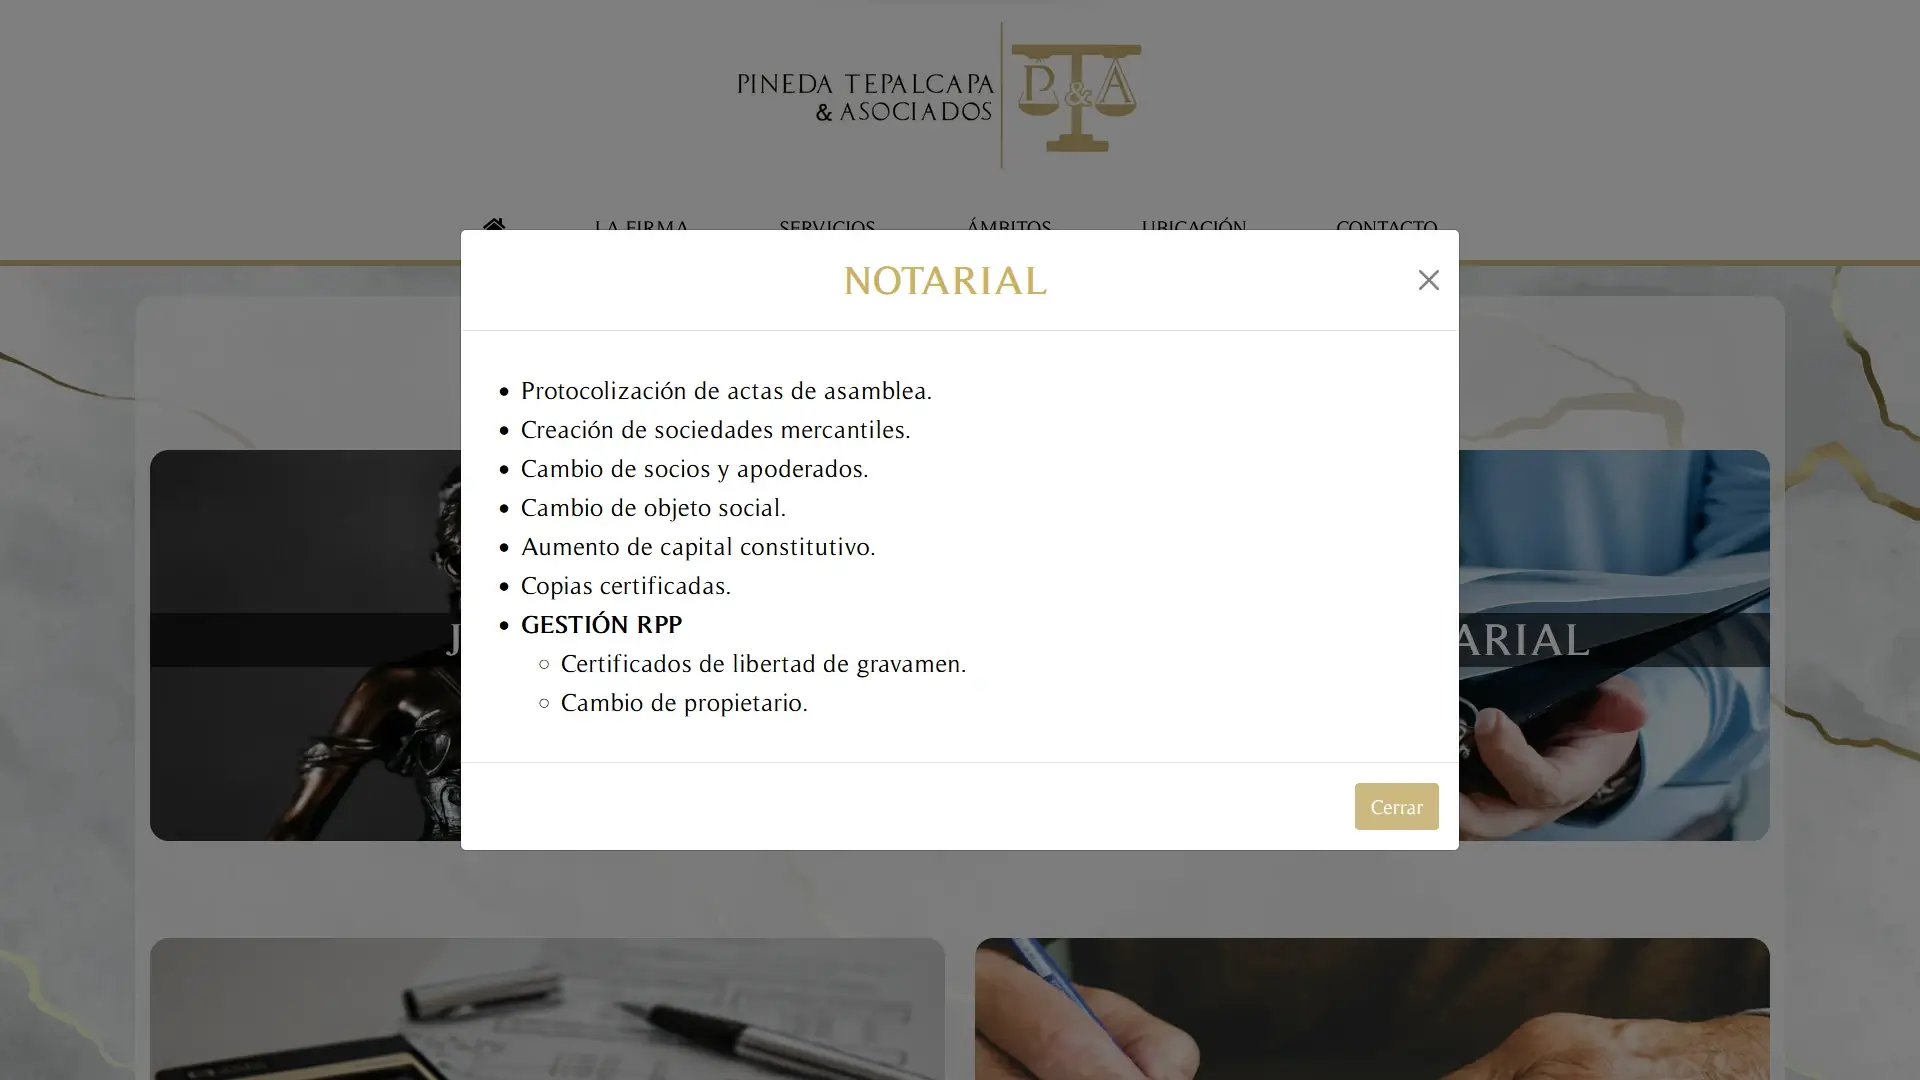 PINEDA TEPALCAPA
& ASOCIADOS
P & A
LA FIRMA SERVICIOS ÁMBITOS UBICACIÓN CONTACTO
NOTARIAL
Protocolización de actas de asamblea.
Creación de sociedades mercantiles.
Cambio de socios y apoderados.
Cambio de objeto social.
Aumento de capital constitutivo.
Copias certificadas.
GESTIÓN RPP
Certificados de libertad de gravamen.
Cambio de propietario.
J
ARIAL
Cerrar